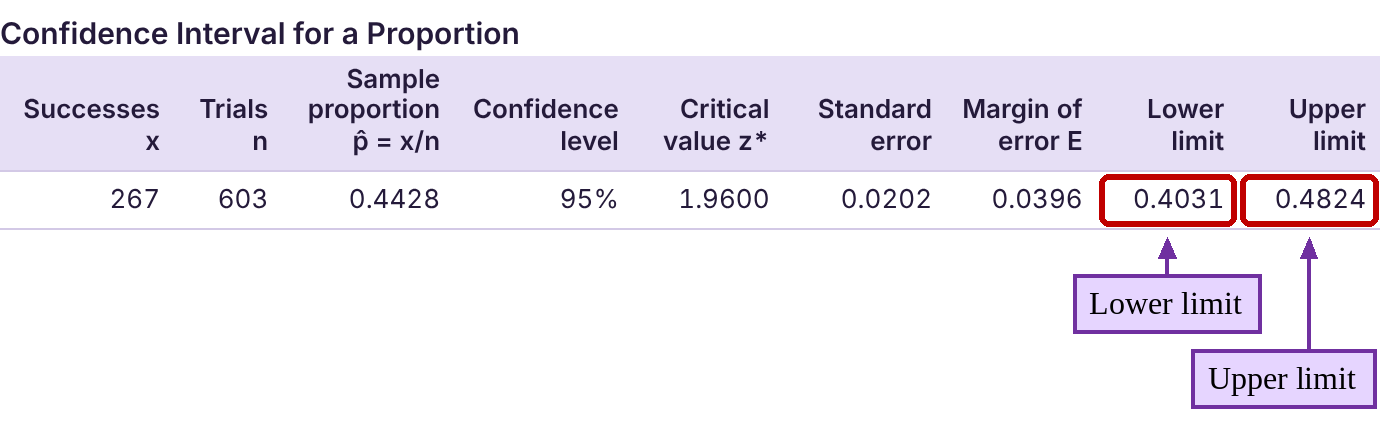 Confidence Interval for a Proportion
Successes x Trials n Sample proportion p̂ = x/n Confidence level Critical value z* Standard error Margin of error E Lower limit Upper limit
267 603 0.4428 95% 1.9600 0.0202 0.0396 0.4031 0.4824
Lower limit
Upper limit